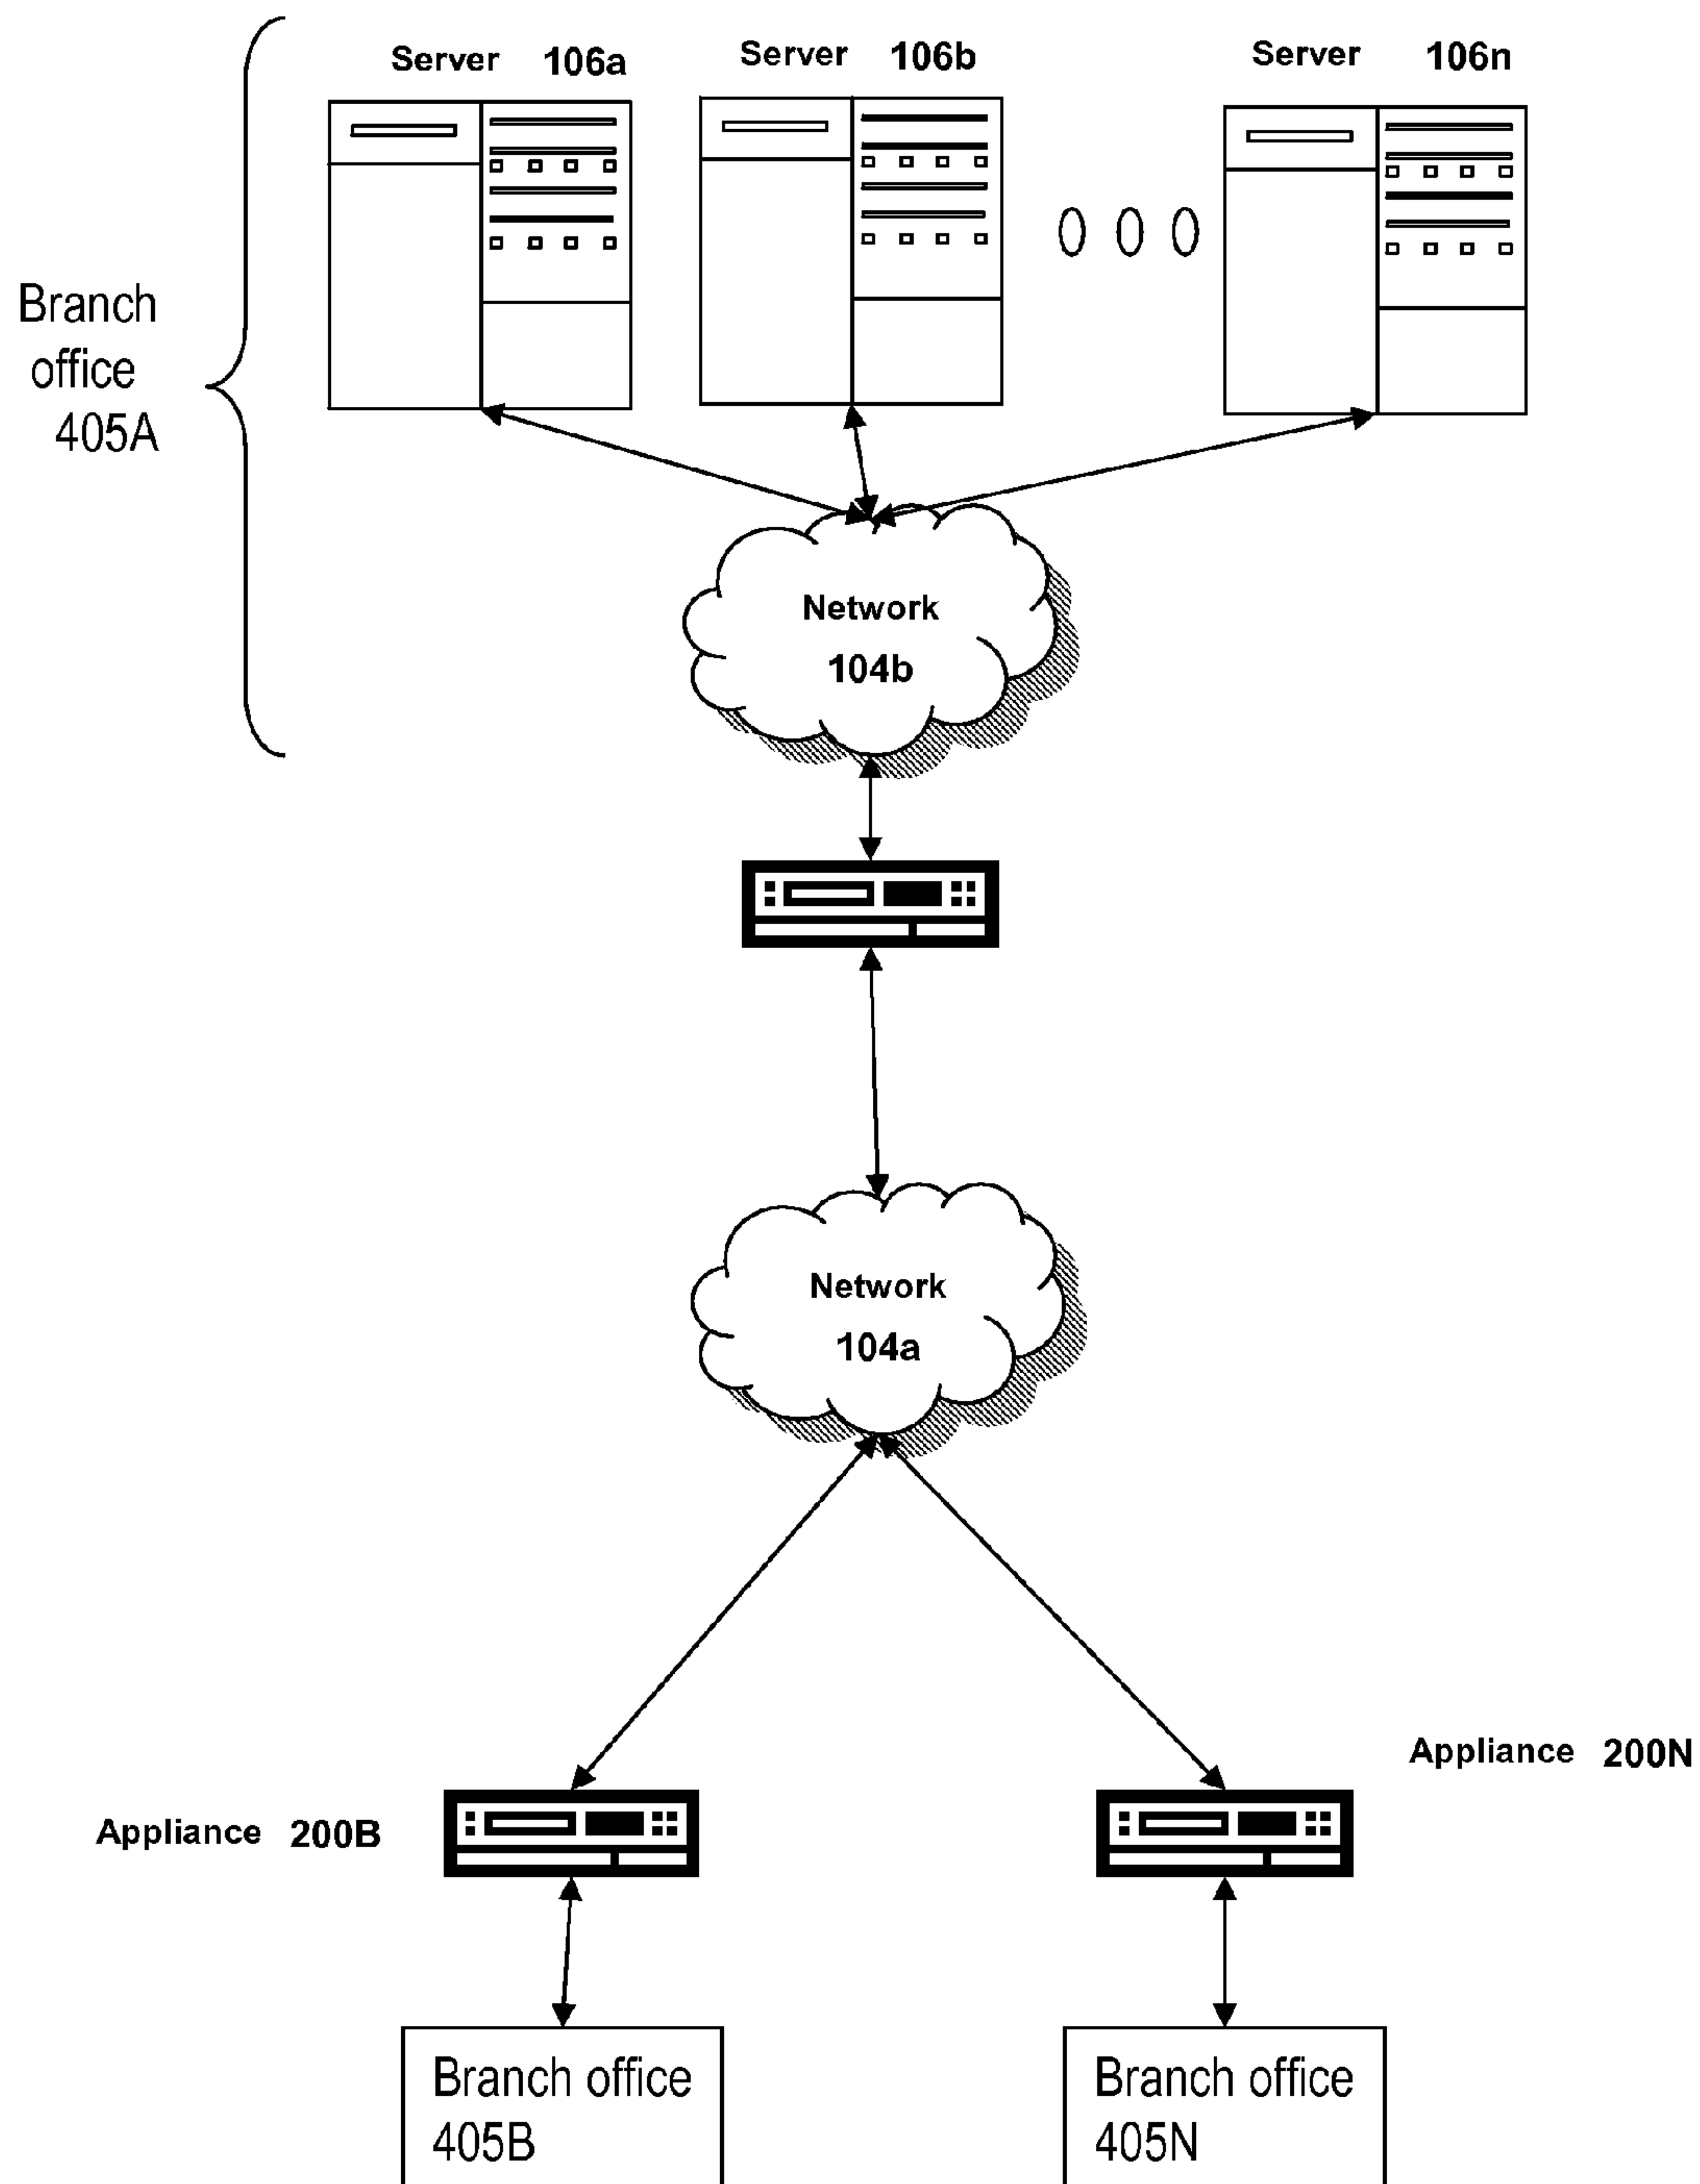 Server 106a
Server 106b
Server 106n
Branch
office
405A
Network
104b
Network
104a
Appliance 200N
Appliance 200B
Branch office
405B
Branch office
405N